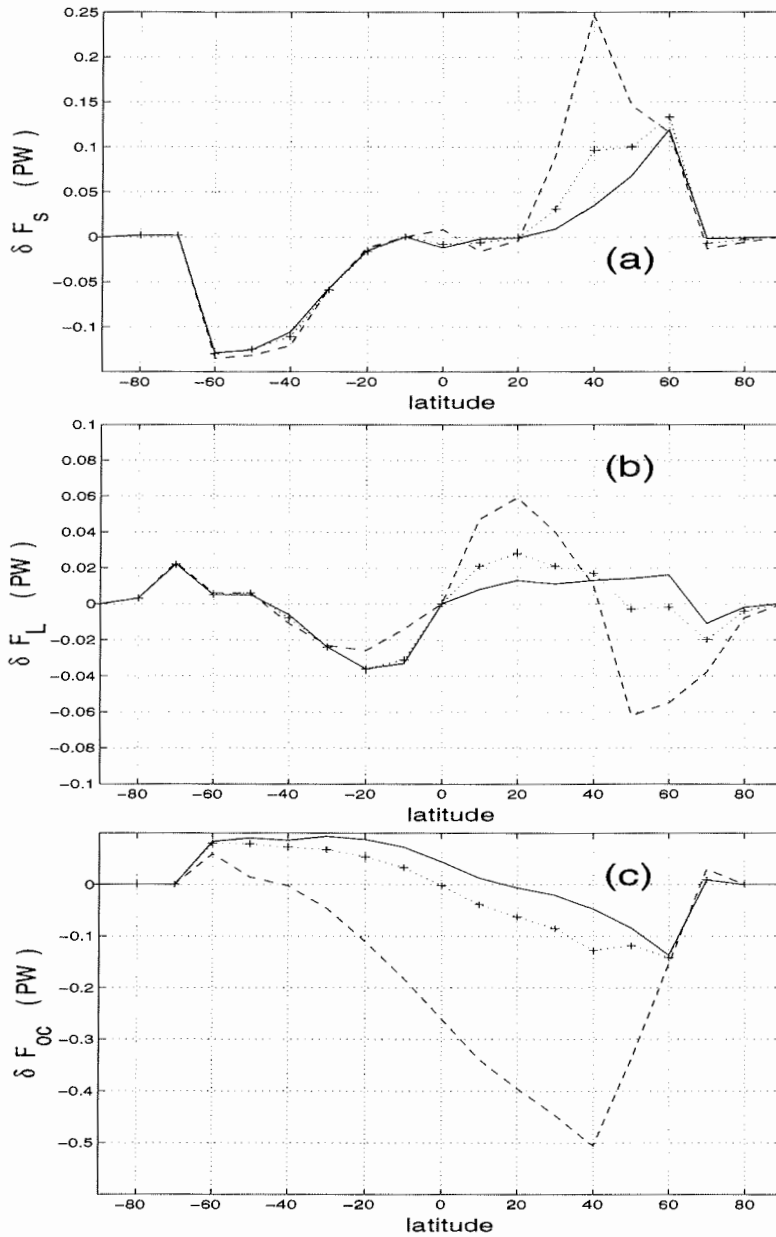 0.25
0.2
0.15
0.1
0.05
0
−0.05
−0.1
δ F_S (PW)
(a)
−80 −60 −40 −20 0 20 40 60 80
latitude
0.1
0.08
0.06
0.04
0.02
0
−0.02
−0.04
−0.06
−0.08
−0.1
δ F_L (PW)
(b)
−80 −60 −40 −20 0 20 40 60 80
latitude
0
−0.1
−0.2
−0.3
−0.4
−0.5
δ F_OC (PW)
(c)
−80 −60 −40 −20 0 20 40 60 80
latitude